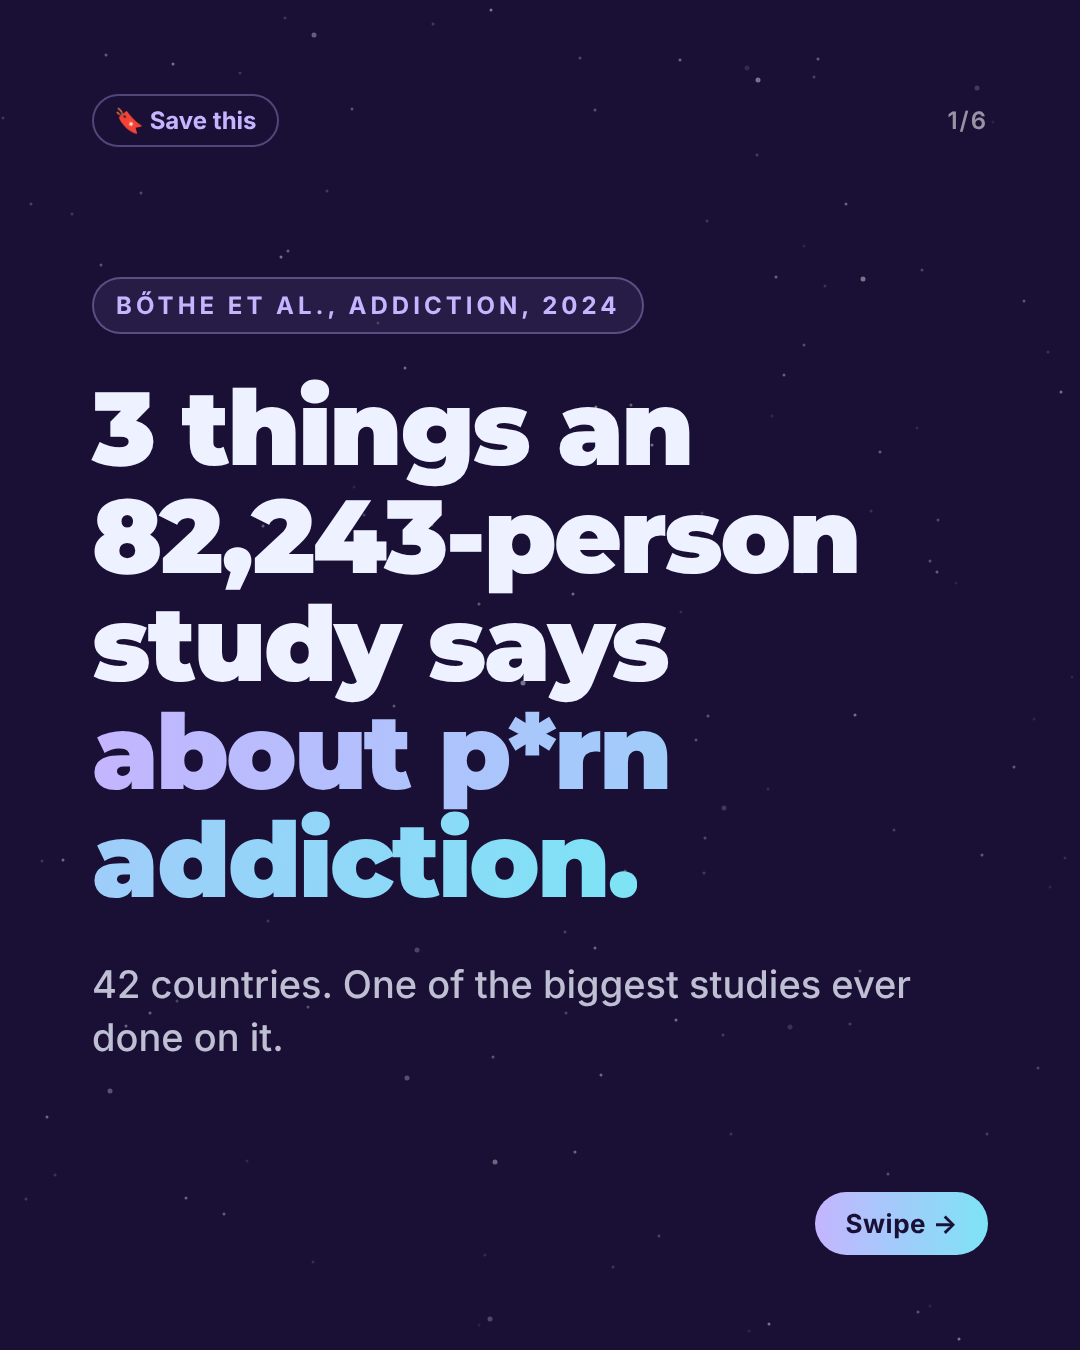 🔖 Save this
1/6
BŐTHE ET AL., ADDICTION, 2024
3 things an
82,243-person
study says
about p*rn
addiction.
42 countries. One of the biggest studies ever
done on it.
Swipe →